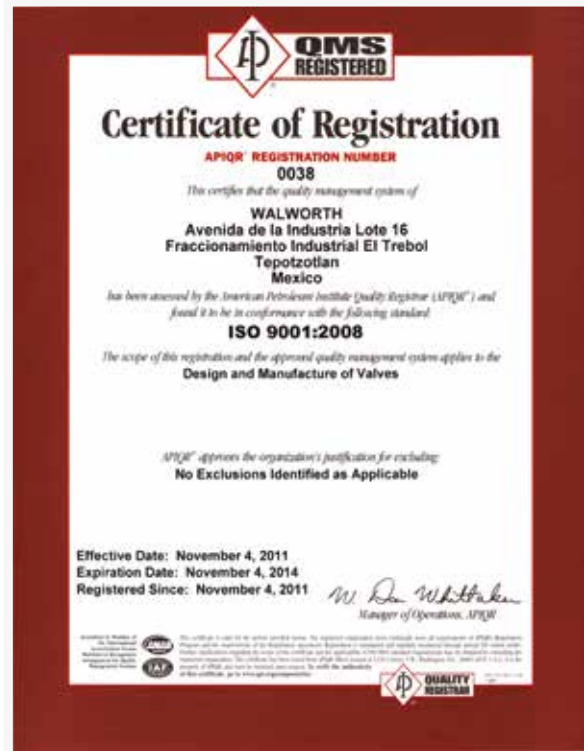 API
QMS
REGISTERED
®
Certificate of Registration
APIQR® REGISTRATION NUMBER
0038
This certifies that the quality management system of
WALWORTH
Avenida de la Industria Lote 16
Fraccionamiento Industrial El Trebol
Tepotzotlan
Mexico
has been assessed by the American Petroleum Institute Quality Registrar (APIQR®) and
found it to be in conformance with the following standard:
ISO 9001:2008
The scope of this registration and the approved quality management system applies to the
Design and Manufacture of Valves
APIQR® approves the organization's justification for excluding:
No Exclusions Identified as Applicable
Effective Date: November 4, 2011
Expiration Date: November 4, 2014
Registered Since: November 4, 2011
W. Don Whittaker
Manager of Operations, APIQR
IAF
API
QUALITY
REGISTRAR